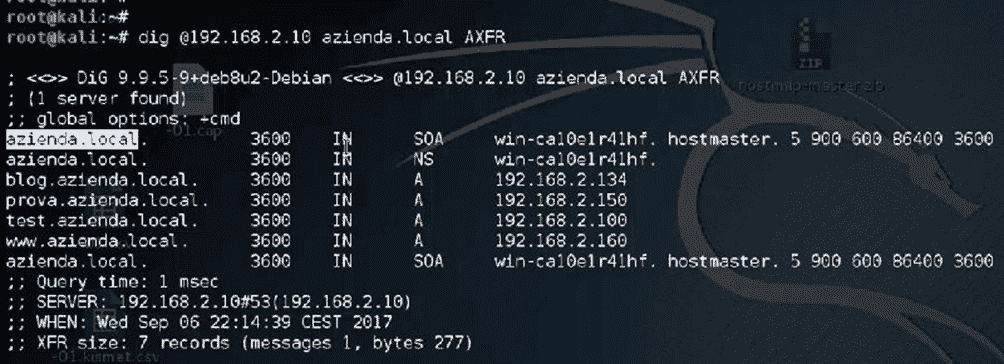 root@kali:~#
root@kali:~# dig @192.168.2.10 azienda.local AXFR
; <<>> DiG 9.9.5-9+deb8u2-Debian <<>> @192.168.2.10 azienda.local AXFR
; (1 server found)
;; global options: +cmd
azienda.local. 3600 IN SOA win-ca10e1r41hf. hostmaster. 5 900 600 86400 3600
azienda.local. 3600 IN NS win-ca10e1r41hf.
blog.azienda.local. 3600 IN A 192.168.2.134
prova.azienda.local. 3600 IN A 192.168.2.150
test.azienda.local. 3600 IN A 192.168.2.100
www.azienda.local. 3600 IN A 192.168.2.160
azienda.local. 3600 IN SOA win-ca10e1r41hf. hostmaster. 5 900 600 86400 3600
;; Query time: 1 msec
;; SERVER: 192.168.2.10#53(192.168.2.10)
;; WHEN: Wed Sep 06 22:14:39 CEST 2017
;; XFR size: 7 records (messages 1, bytes 277)
ZIP
-01.cap
-01.kismet.csv